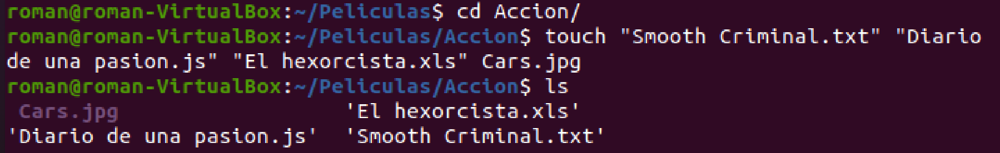 roman@roman-VirtualBox:~/Peliculas$ cd Accion/
roman@roman-VirtualBox:~/Peliculas/Accion$ touch "Smooth Criminal.txt" "Diario
de una pasion.js" "El hexorcista.xls" Cars.jpg
roman@roman-VirtualBox:~/Peliculas/Accion$ ls
 Cars.jpg                  'El hexorcista.xls'
'Diario de una pasion.js'  'Smooth Criminal.txt'